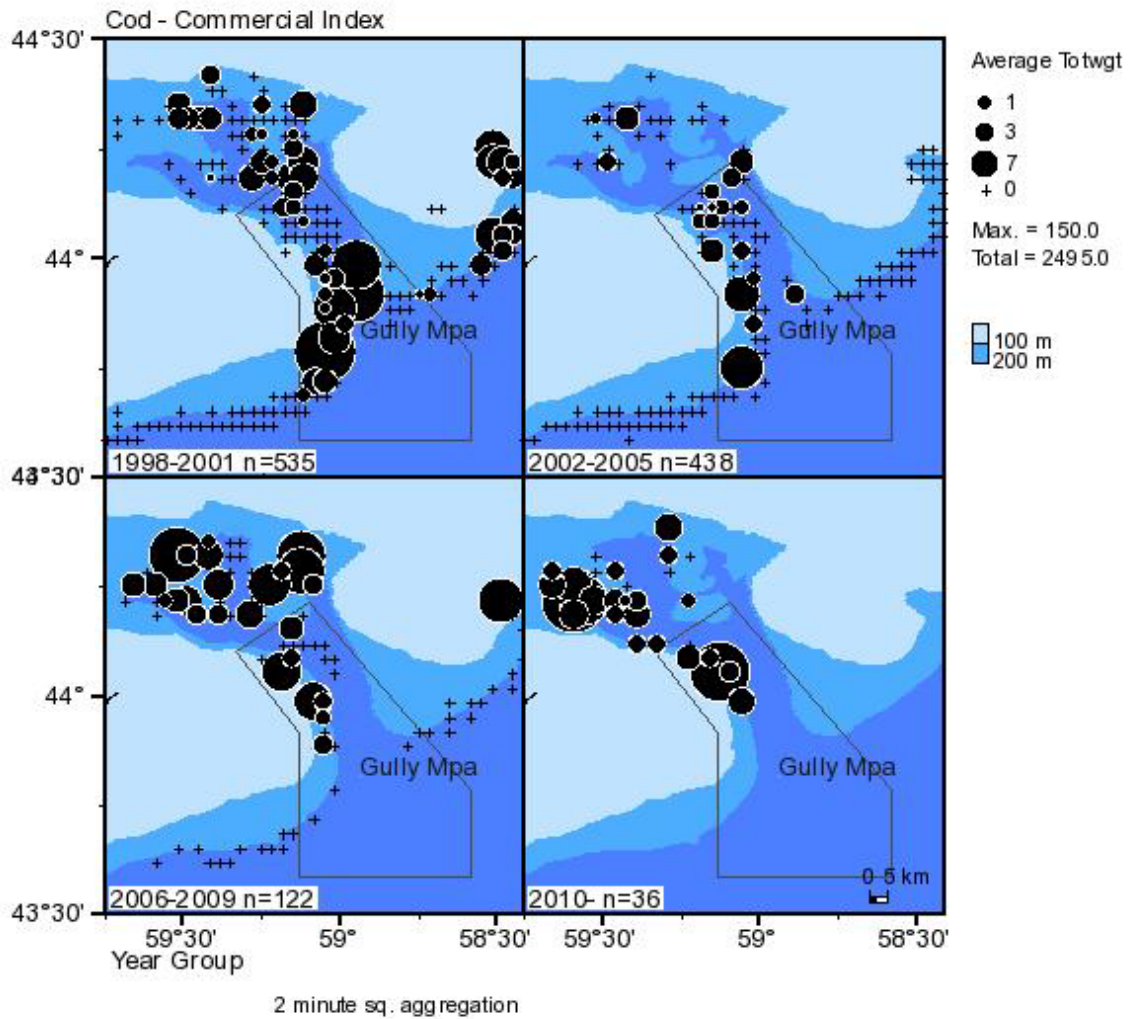 Cod - Commercial Index
44°30'
44°
43°30'
44°
43°30'
59°30'
59°
58°30'
59°30'
59°
58°30'
Gully Mpa
1998-2001 n=535
Gully Mpa
2002-2005 n=438
Gully Mpa
2006-2009 n=122
Gully Mpa
0 5 km
2010- n=36
Year Group
2 minute sq. aggregation
Average Totwgt
1
3
7
0
Max. = 150.0
Total = 2495.0
100 m
200 m